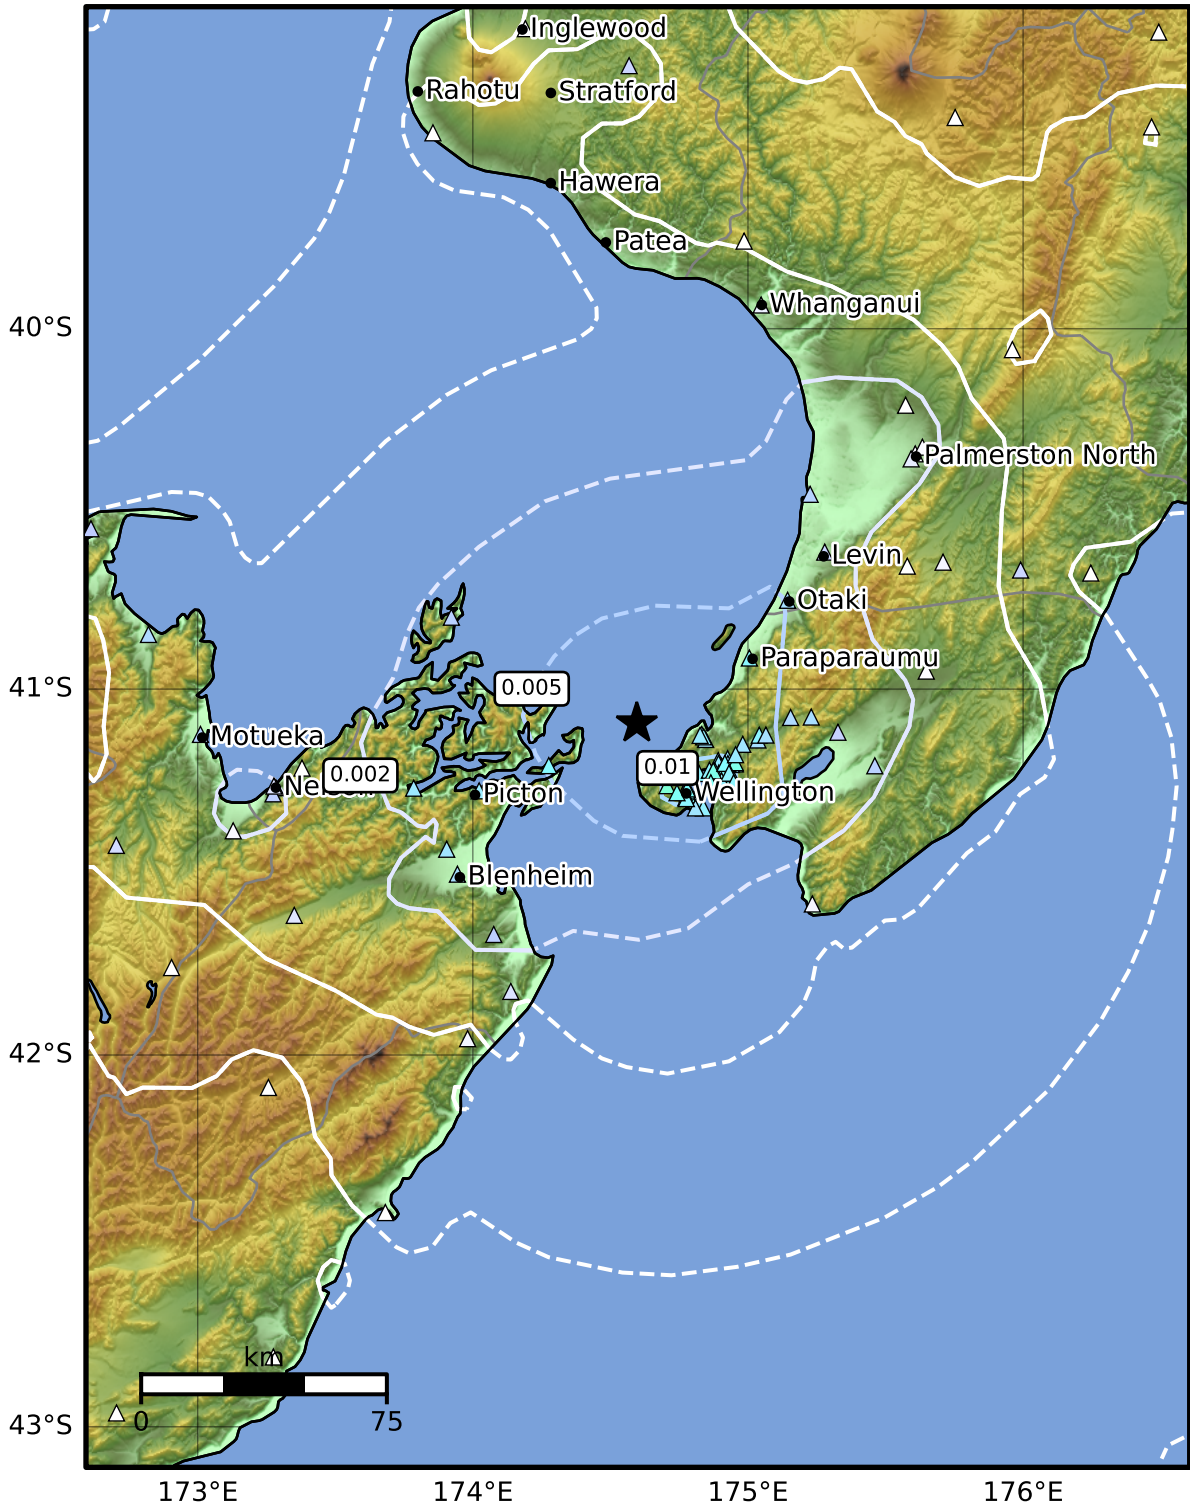 Inglewood
Rahotu
Stratford
Hawera
Patea
Whanganui
40°S
Palmerston North
Levin
Otaki
Paraparaumu
41°S
0.005
Motueka
0.002
0.01
Picton
Wellington
Blenheim
42°S
km
0
75
43°S
173°E
174°E
175°E
176°E